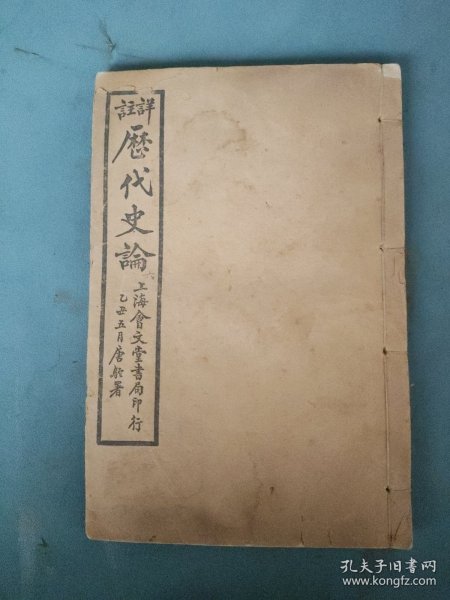 詳註
歷代史論
上海會文堂書局印行
乙丑五月唐駝署
孔夫子旧书网
www.kongfz.com